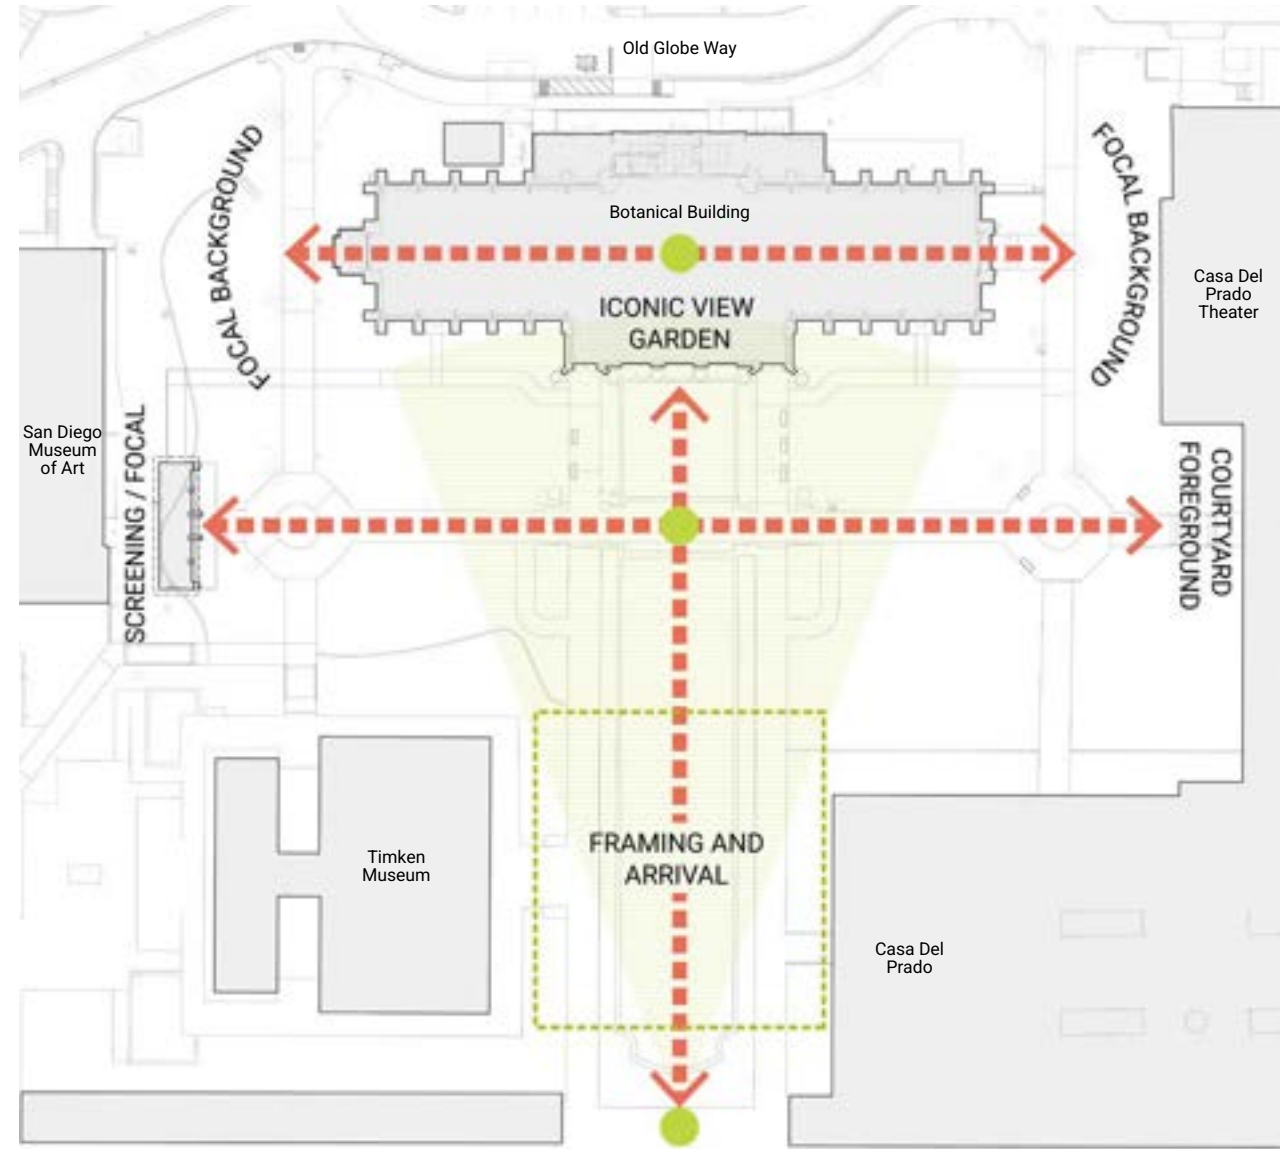 Old Globe Way
FOCAL BACKGROUND
FOCAL BACKGROUND
Botanical Building
ICONIC VIEW
GARDEN
Casa Del
Prado
Theater
San Diego
Museum
of Art
SCREENING / FOCAL
COURTYARD
FOREGROUND
FRAMING AND
ARRIVAL
Timken
Museum
Casa Del
Prado